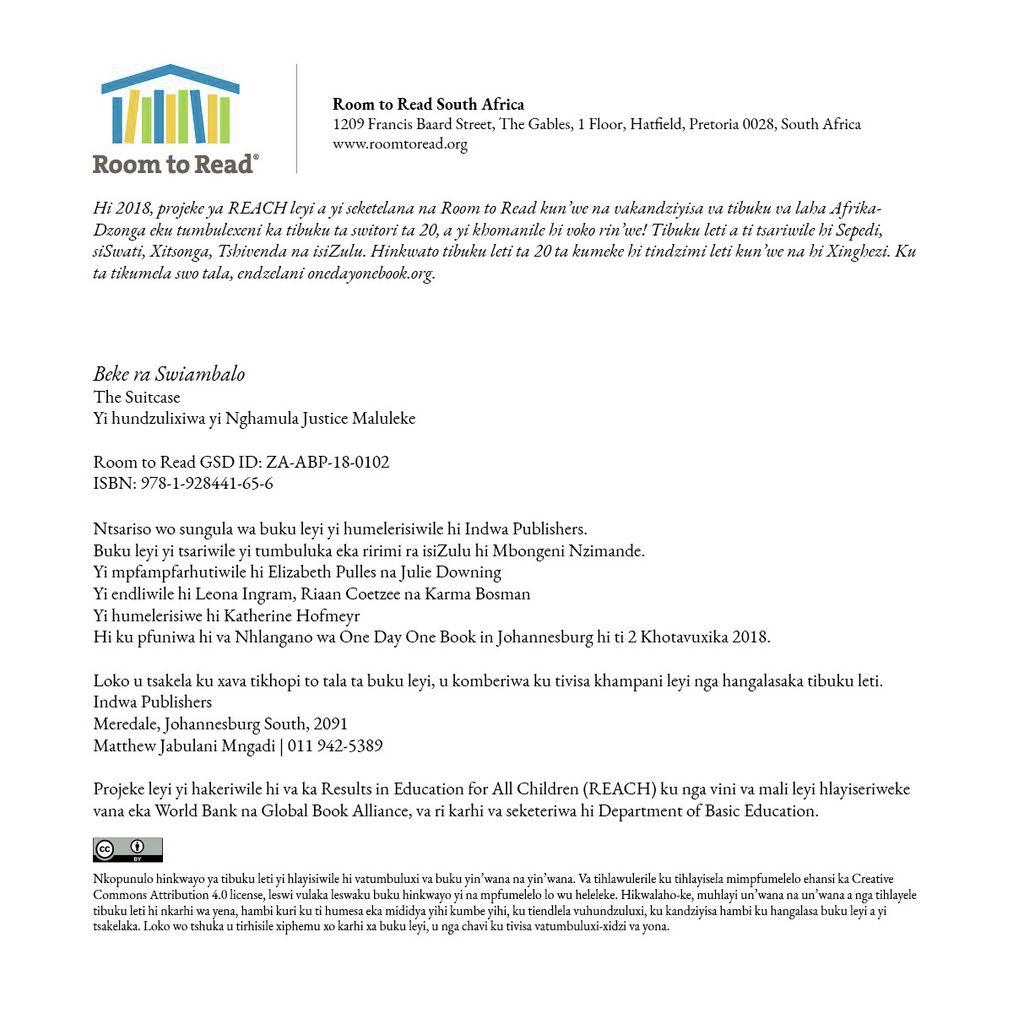 Room to Read®
Room to Read South Africa
1209 Francis Baard Street, The Gables, 1 Floor, Hatfield, Pretoria 0028, South Africa
www.roomtoread.org
Hi 2018, projeke ya REACH leyi a yi seketelana na Room to Read kun’we na vakandziyisa va tibuku va laha Afrika-
Dzonga eku tumbulexeni ka tibuku ta switori ta 20, a yi khomanile hi voko rin’we! Tibuku leti a ti tsariwile hi Sepedi,
siSwati, Xitsonga, Tshivenda na isiZulu. Hinkwato tibuku leti ta 20 ta kumeke hi tindzimi leti kun’we na hi Xinghezi. Ku
ta tikumela swo tala, endzelani onedayonebook.org.
Beke ra Swiambalo
The Suitcase
Yi hundzulixiwa yi Nghamula Justice Maluleke
Room to Read GSD ID: ZA-ABP-18-0102
ISBN: 978-1-928441-65-6
Ntsariso wo sungula wa buku leyi yi humelerisiwile hi Indwa Publishers.
Buku leyi yi tsariwile yi tumbuluka eka ririmi ra isiZulu hi Mbongeni Nzimande.
Yi mpfampfarhutiwile hi Elizabeth Pulles na Julie Downing
Yi endliwile hi Leona Ingram, Riaan Coetzee na Karma Bosman
Yi humelerisiwe hi Katherine Hofmeyr
Hi ku pfuniwa hi va Nhlangano wa One Day One Book in Johannesburg hi ti 2 Khotavuxika 2018.
Loko u tsakela ku xava tikhopi to tala ta buku leyi, u komberiwa ku tivisa khampani leyi nga hangalasaka tibuku leti.
Indwa Publishers
Meredale, Johannesburg South, 2091
Matthew Jabulani Mngadi | 011 942-5389
Projeke leyi yi hakeriwile hi va ka Results in Education for All Children (REACH) ku nga vini va mali leyi hlayiseriweke
vana eka World Bank na Global Book Alliance, va ri karhi va seketeriwa hi Department of Basic Education.
cc BY
Nkopunulo hinkwayo ya tibuku leti yi hlayisiwile hi vatumbuluxi va buku yin’wana na yin’wana. Va tihlawulerile ku tihlayisela mimpfumelelo ehansi ka Creative
Commons Attribution 4.0 license, leswi vulaka leswaku buku hinkwayo yi na mpfumelelo lo wu heleleke. Hikwalaho-ke, muhlayi un’wana na un’wana a nga tihlayele
tibuku leti hi nkarhi wa yena, hambi kuri ku ti humesa eka mididya yihi kumbe yihi, ku tiendlela vuhundzuluxi, ku kandziyisa hambi ku hangalasa buku leyi a yi
tsakelaka. Loko wo tshuka u tirhisile xiphemu xo karhi xa buku leyi, u nga chavi ku tivisa vatumbuluxi-xidzi va yona.